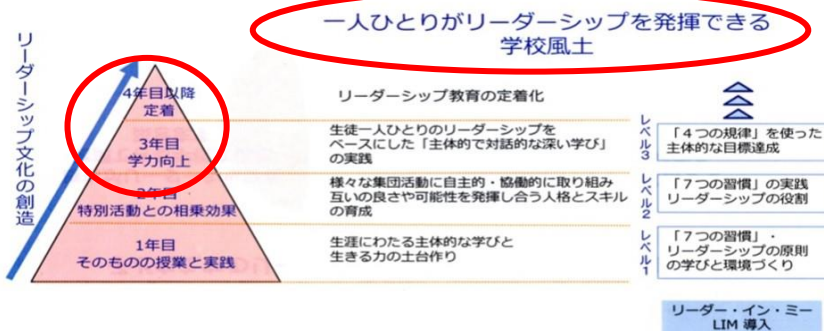 一人ひとりがリーダーシップを発揮できる
学校風土
リーダーシップ文化の創造
4年目以降
定着
リーダーシップ教育の定着化
3年目
学力向上
生徒一人ひとりのリーダーシップを
ベースにした「主体的で対話的な深い学び」
の実践
レベル3
「4つの規律」を使った
主体的な目標達成
2年目
特別活動との相乗効果
様々な集団活動に自主的・協働的に取り組み
互いの良さや可能性を発揮し合う人格とスキル
の育成
レベル2
「7つの習慣」の実践
リーダーシップの役割
1年目
そのものの授業と実践
生涯にわたる主体的な学びと
生きる力の土台作り
レベル1
「7つの習慣」・
リーダーシップの原則
の学びと環境づくり
リーダー・イン・ミー
LIM 導入